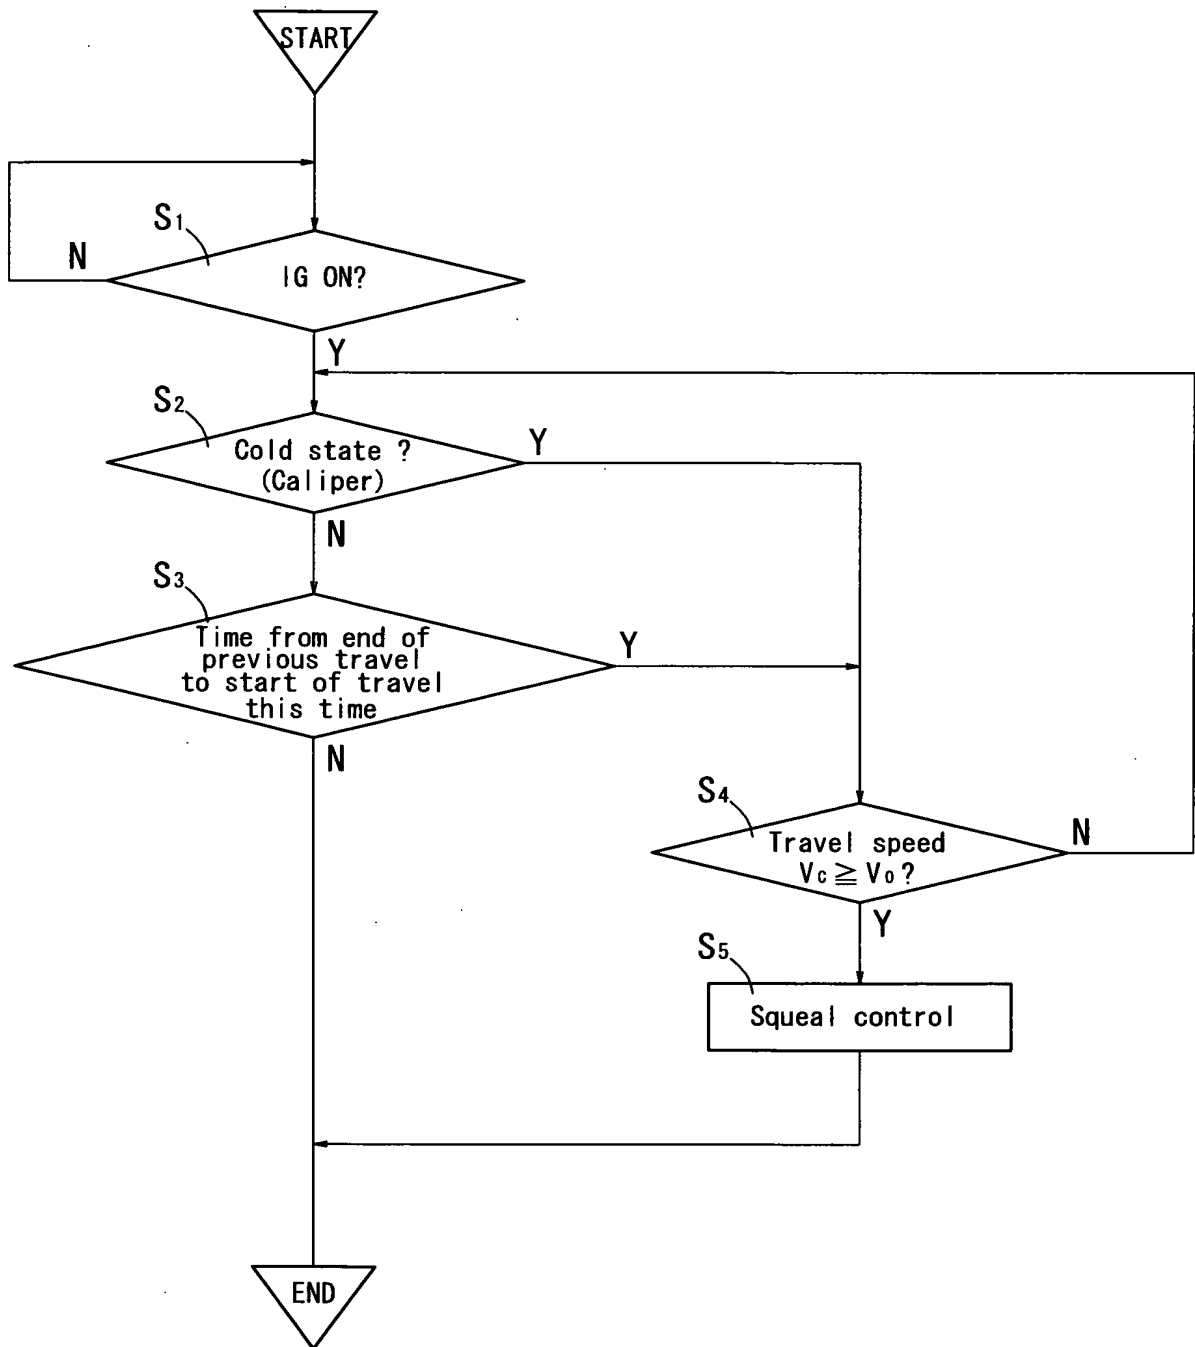 START
S1
N
IG ON?
Y
S2
Cold state ?
(Caliper)
Y
N
S3
Time from end of
previous travel
to start of travel
this time
Y
N
S4
Travel speed
Vc ≧ Vo?
N
Y
S5
Squeal control
END